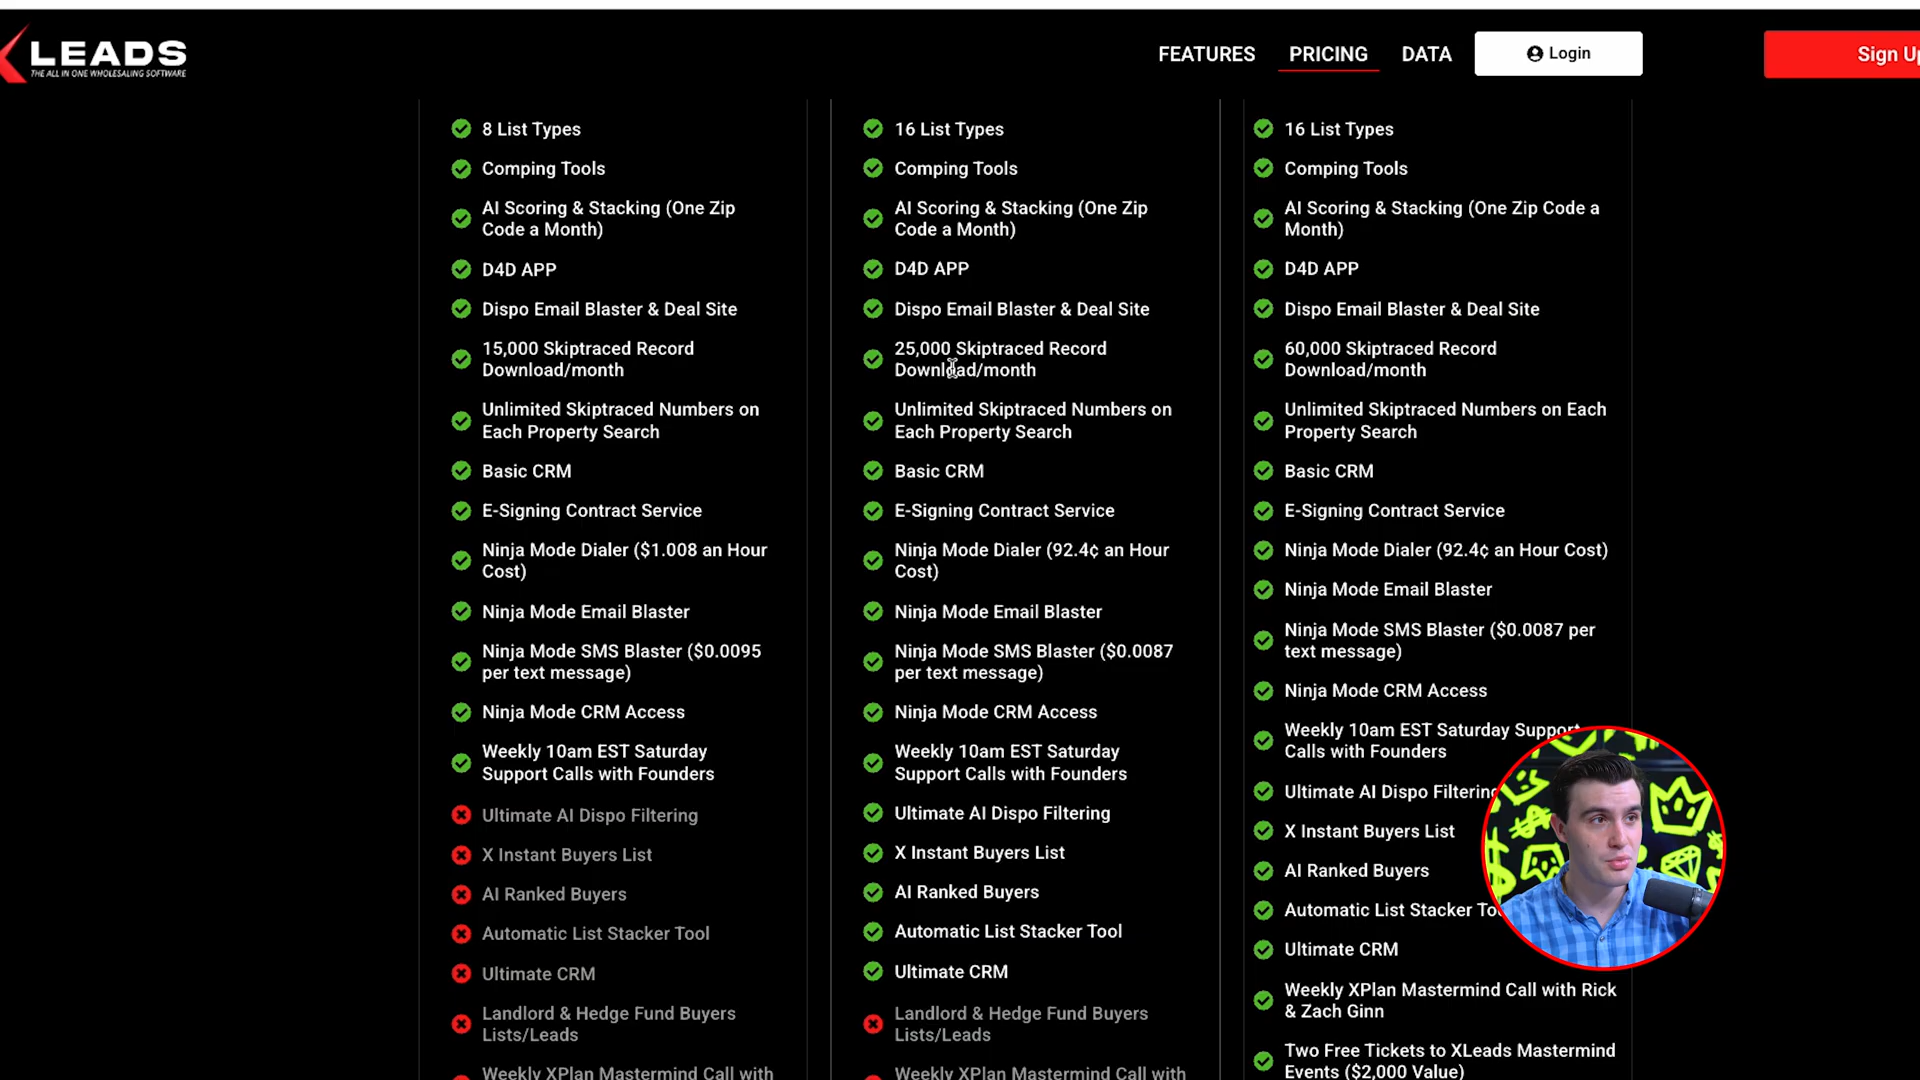 LEADS
THE ALL IN ONE WHOLESALING SOFTWARE
FEATURES
PRICING
DATA
Login
Sign Up
8 List Types
Comping Tools
AI Scoring & Stacking (One Zip
Code a Month)
D4D APP
Dispo Email Blaster & Deal Site
15,000 Skiptraced Record
Download/month
Unlimited Skiptraced Numbers on
Each Property Search
Basic CRM
E-Signing Contract Service
Ninja Mode Dialer ($1.008 an Hour
Cost)
Ninja Mode Email Blaster
Ninja Mode SMS Blaster ($0.0095
per text message)
Ninja Mode CRM Access
Weekly 10am EST Saturday
Support Calls with Founders
Ultimate AI Dispo Filtering
X Instant Buyers List
AI Ranked Buyers
Automatic List Stacker Tool
Ultimate CRM
Landlord & Hedge Fund Buyers
Lists/Leads
Weekly XPlan Mastermind Call with
16 List Types
Comping Tools
AI Scoring & Stacking (One Zip
Code a Month)
D4D APP
Dispo Email Blaster & Deal Site
25,000 Skiptraced Record
Download/month
Unlimited Skiptraced Numbers on
Each Property Search
Basic CRM
E-Signing Contract Service
Ninja Mode Dialer (92.4¢ an Hour
Cost)
Ninja Mode Email Blaster
Ninja Mode SMS Blaster ($0.0087
per text message)
Ninja Mode CRM Access
Weekly 10am EST Saturday
Support Calls with Founders
Ultimate AI Dispo Filtering
X Instant Buyers List
AI Ranked Buyers
Automatic List Stacker Tool
Ultimate CRM
Landlord & Hedge Fund Buyers
Lists/Leads
Weekly XPlan Mastermind Call with
16 List Types
Comping Tools
AI Scoring & Stacking (One Zip Code a
Month)
D4D APP
Dispo Email Blaster & Deal Site
60,000 Skiptraced Record
Download/month
Unlimited Skiptraced Numbers on Each
Property Search
Basic CRM
E-Signing Contract Service
Ninja Mode Dialer (92.4¢ an Hour Cost)
Ninja Mode Email Blaster
Ninja Mode SMS Blaster ($0.0087 per
text message)
Ninja Mode CRM Access
Weekly 10am EST Saturday Support
Calls with Founders
Ultimate AI Dispo Filtering
X Instant Buyers List
AI Ranked Buyers
Automatic List Stacker Too
Ultimate CRM
Weekly XPlan Mastermind Call with Rick
& Zach Ginn
Two Free Tickets to XLeads Mastermind
Events ($2,000 Value)